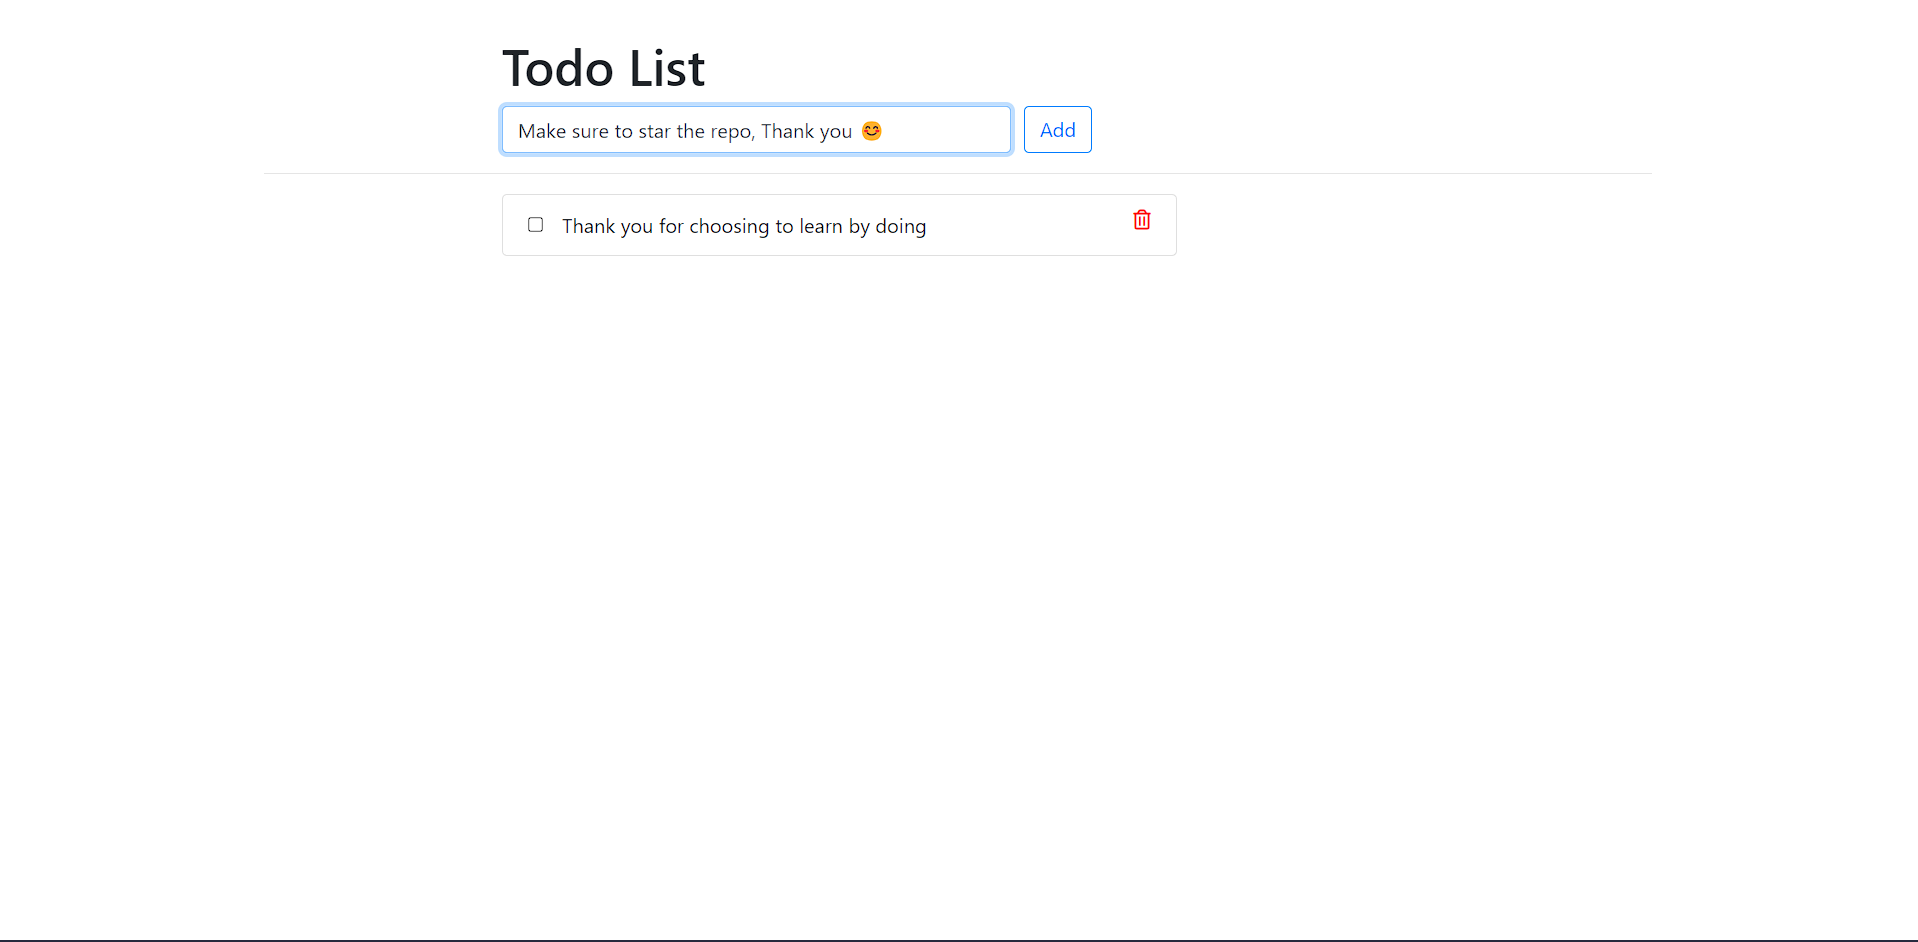 Todo List
Make sure to star the repo, Thank you 😊
Add
Thank you for choosing to learn by doing